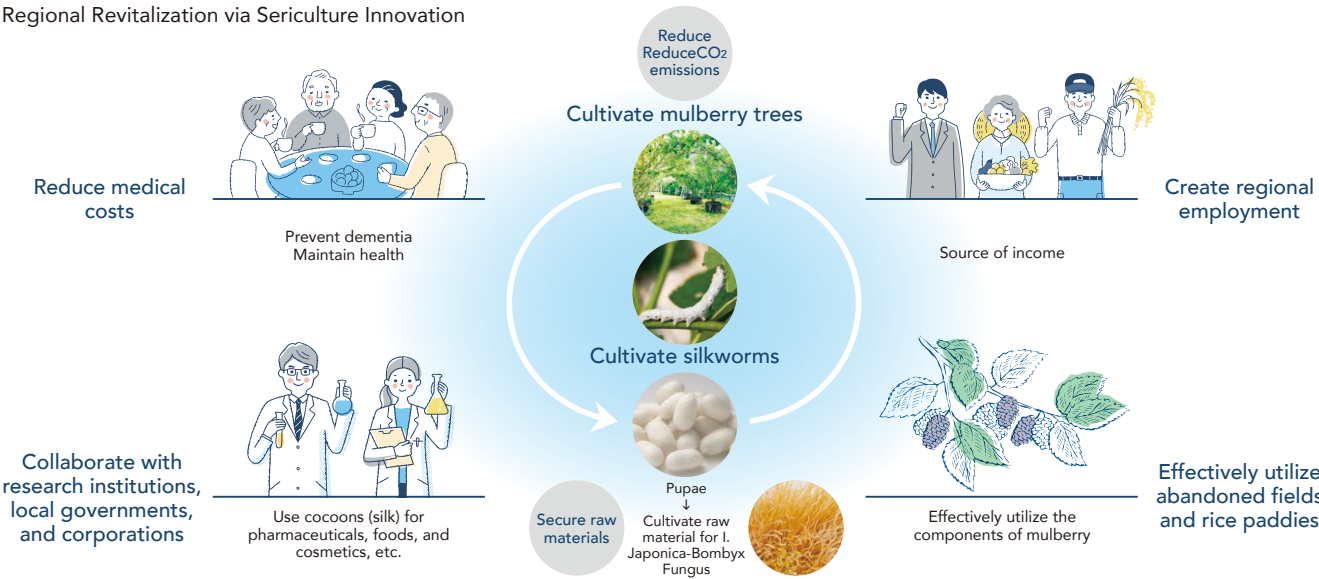 Regional Revitalization via Sericulture Innovation
Reduce
ReduceCO2
emissions
Cultivate mulberry trees
Reduce medical
costs
Prevent dementia
Maintain health
Create regional
employment
Source of income
Cultivate silkworms
Collaborate with
research institutions,
local governments,
and corporations
Use cocoons (silk) for
pharmaceuticals, foods, and
cosmetics, etc.
Secure raw
materials
Pupae
↓
Cultivate raw
material for I.
Japonica-Bombyx
Fungus
Effectively utilize the
components of mulberry
Effectively utilize
abandoned fields
and rice paddies